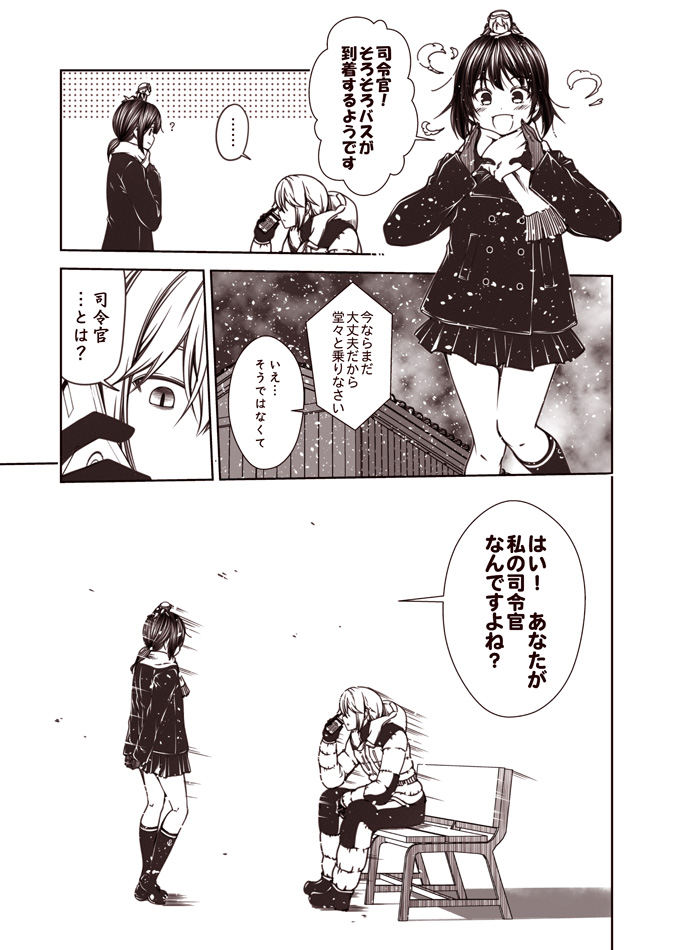 司令官!
そろそろバスが
到着するようです
……
?
今ならまだ
大丈夫だから
堂々と乗りなさい
いえ…
そうではなくて
司令官
…とは?
はい! あなたが
私の司令官
なんですよね?